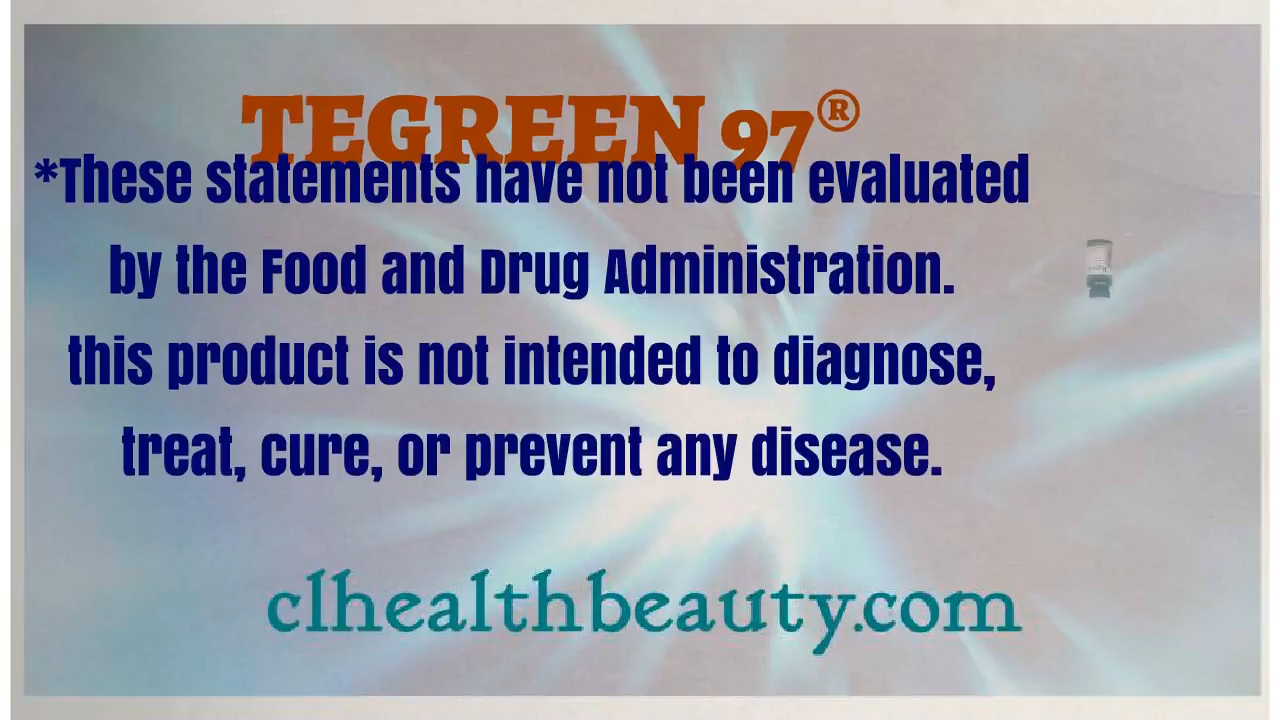 TEGREEN 97®
*These statements have not been evaluated
by the Food and Drug Administration.
this product is not intended to diagnose,
treat, cure, or prevent any disease.
clhealthbeauty.com